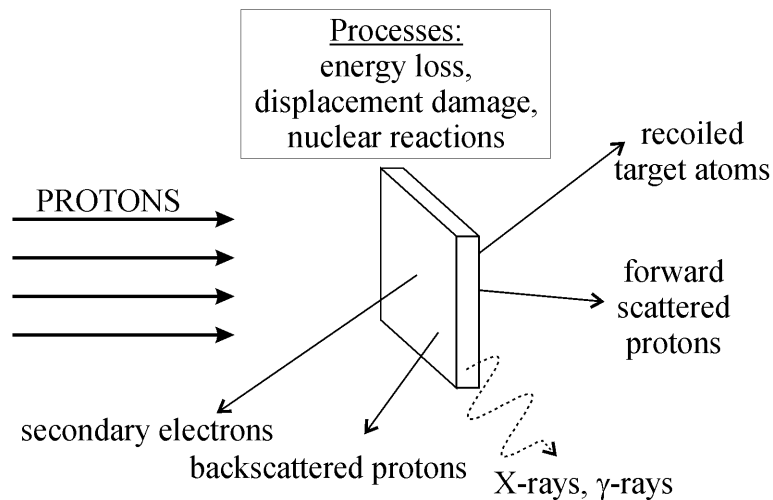 Processes:
energy loss,
displacement damage,
nuclear reactions
PROTONS
recoiled
target atoms
forward
scattered
protons
secondary electrons
backscattered protons
X-rays, γ-rays